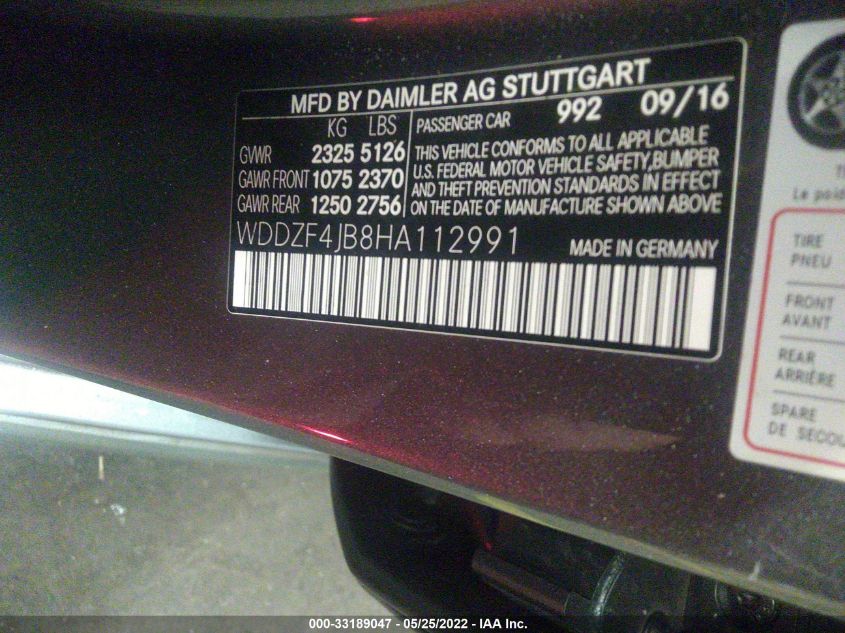 MFD BY DAIMLER AG STUTTGART
KG LBS
GVWR 2325 5126
GAWR FRONT 1075 2370
GAWR REAR 1250 2756
992 09/16
PASSENGER CAR
THIS VEHICLE CONFORMS TO ALL APPLICABLE
U.S. FEDERAL MOTOR VEHICLE SAFETY, BUMPER
AND THEFT PREVENTION STANDARDS IN EFFECT
ON THE DATE OF MANUFACTURE SHOWN ABOVE
WDDZF4JB8HA112991
MADE IN GERMANY
Le
TIRE
PNEU
FRONT
AVANT
REAR
ARRIÈRE
SPARE
DE
000-33189047 - 05/25/2022 - IAA Inc.